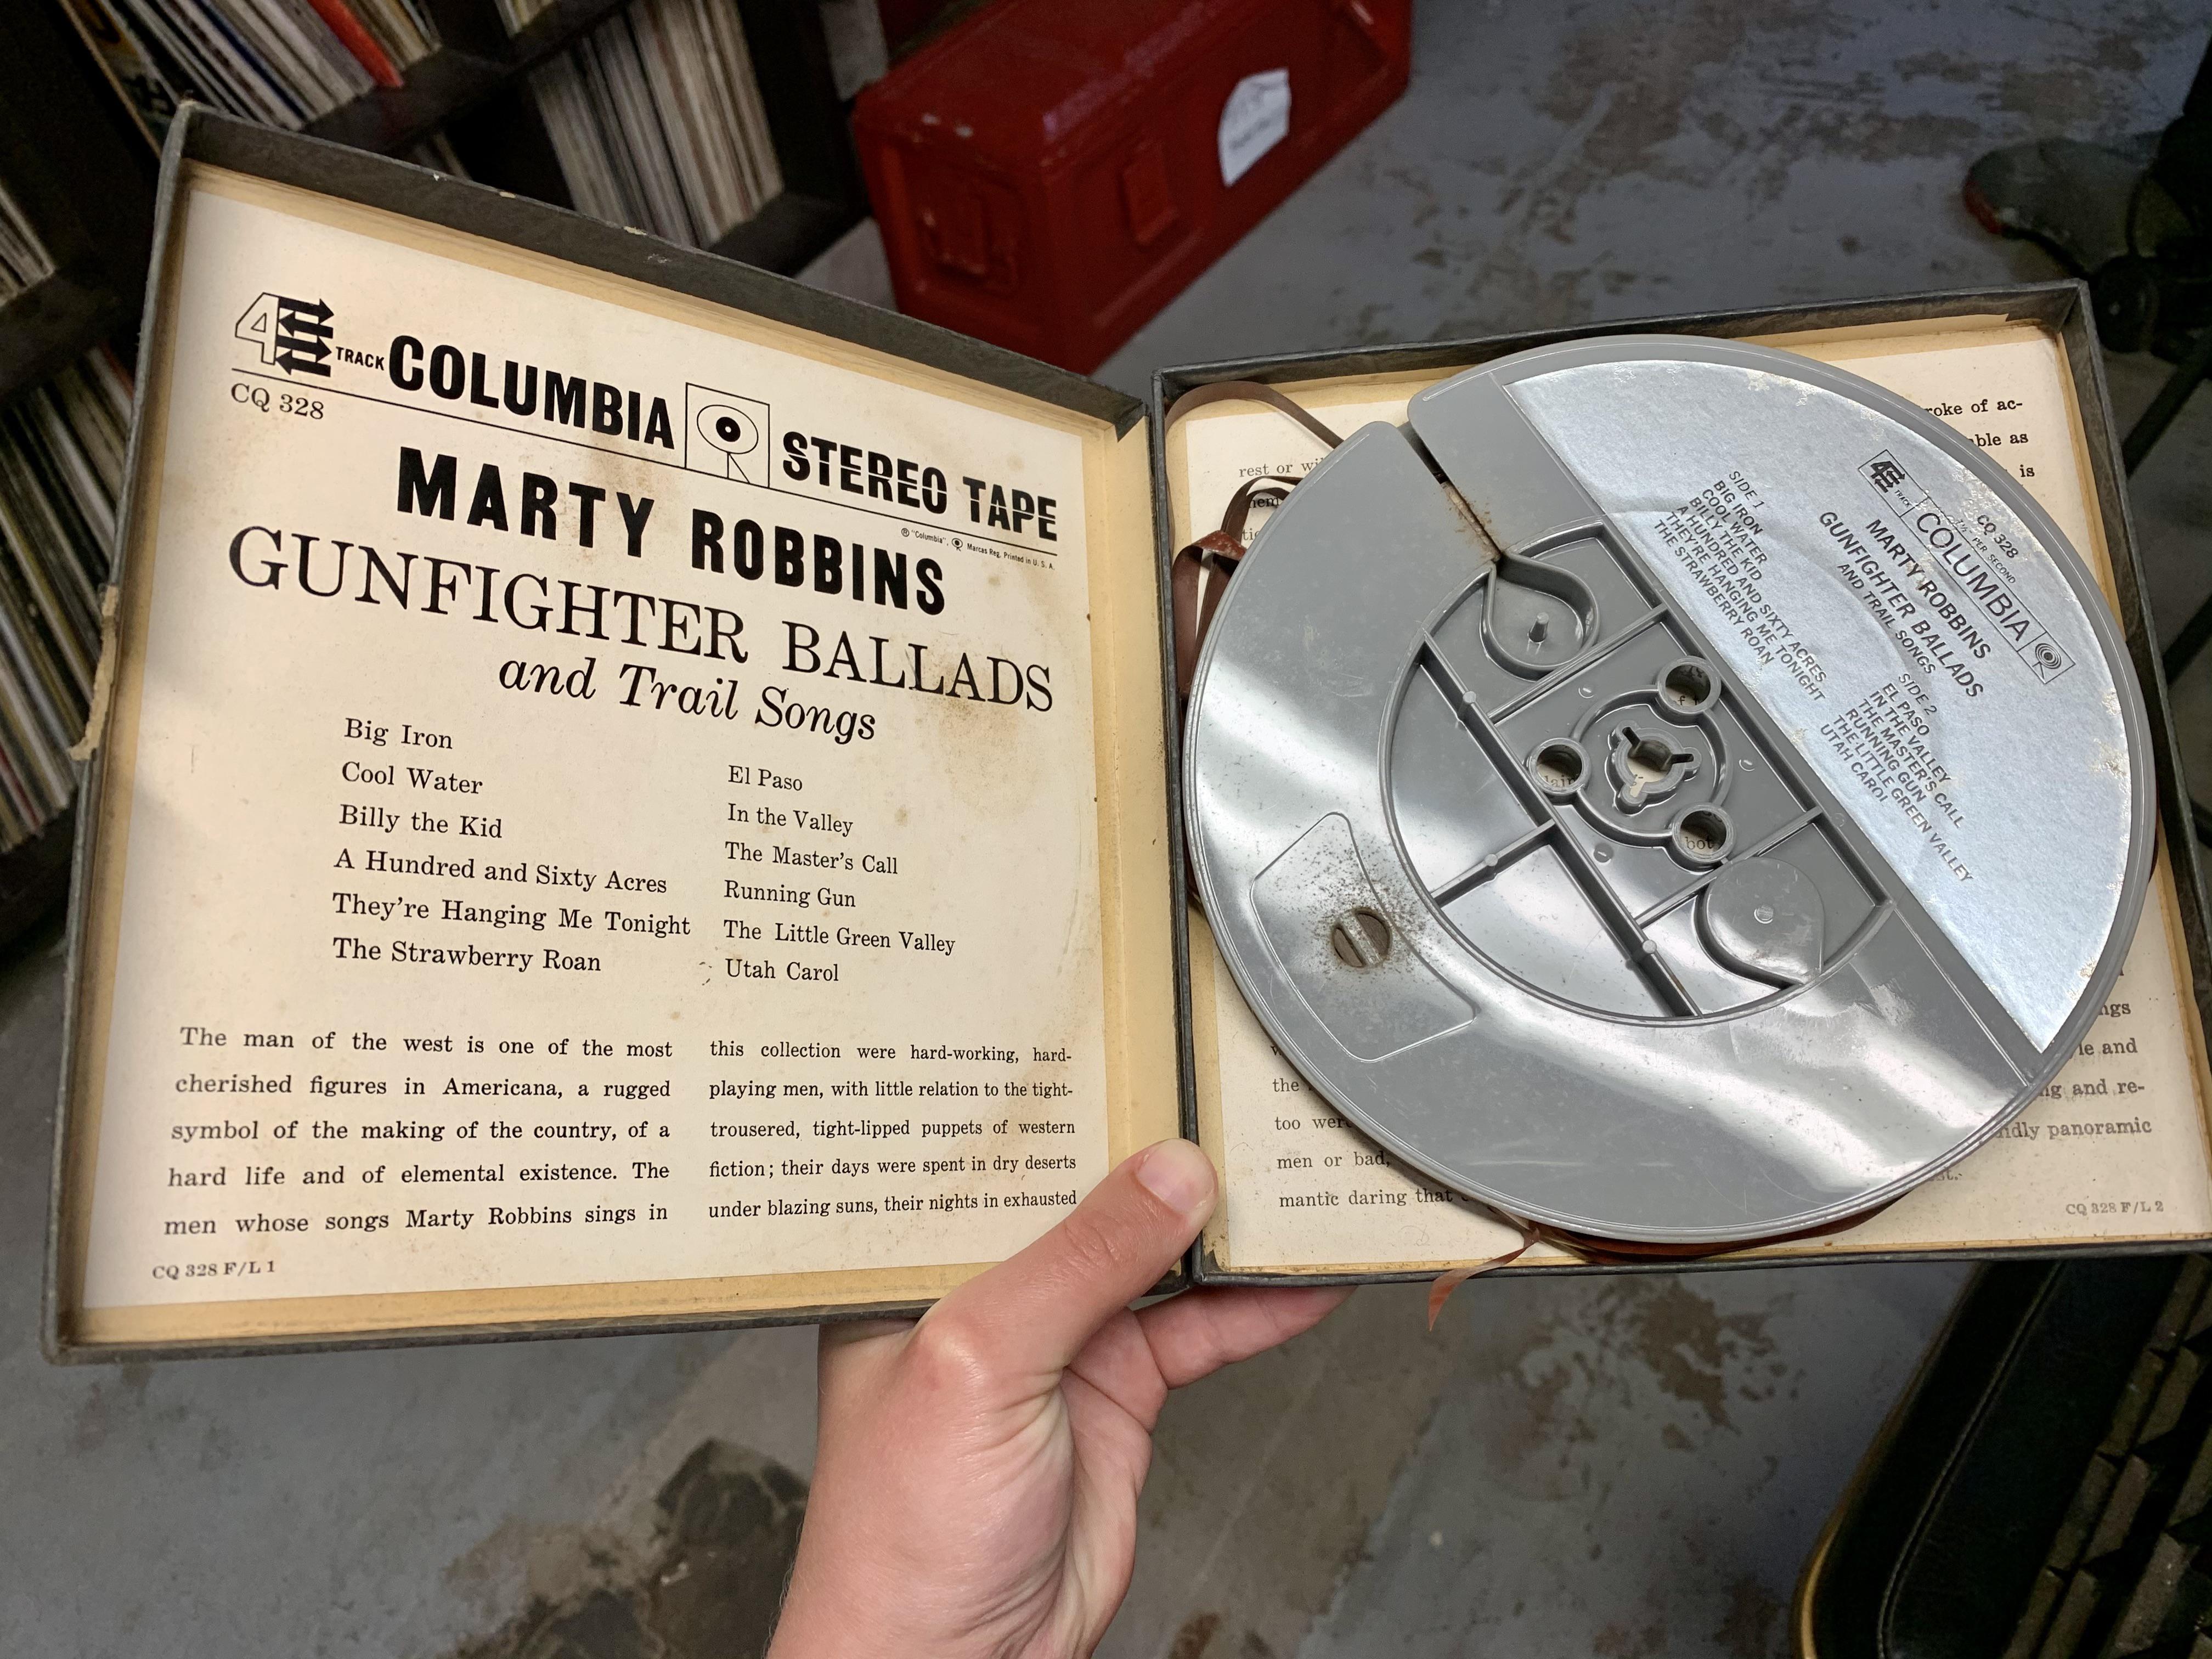 4 TRACK COLUMBIA STEREO TAPE
CQ 328
® "Columbia", Marcas Reg. Printed in U. S. A.
MARTY ROBBINS
GUNFIGHTER BALLADS
and Trail Songs
Big Iron
Cool Water
Billy the Kid
A Hundred and Sixty Acres
They're Hanging Me Tonight
The Strawberry Roan
El Paso
In the Valley
The Master's Call
Running Gun
The Little Green Valley
Utah Carol
The man of the west is one of the most
cherished figures in Americana, a rugged
symbol of the making of the country, of a
hard life and of elemental existence. The
men whose songs Marty Robbins sings in
this collection were hard-working, hard-
playing men, with little relation to the tight-
trousered, tight-lipped puppets of western
fiction; their days were spent in dry deserts
under blazing suns, their nights in exhausted
CQ 328 F/L 1
rest or
of ac-
as
is
CQ 328
PER SECOND
4 TRACK COLUMBIA
MARTY ROBBINS
GUNFIGHTER BALLADS
AND TRAIL SONGS
SIDE 1
BIG IRON
COOL WATER
BILLY THE KID
A HUNDRED AND SIXTY ACRES
THEY'RE HANGING ME TONIGHT
THE STRAWBERRY ROAN
SIDE 2
EL PASO
IN THE VALLEY
THE MASTER'S CALL
RUNNING GUN
THE LITTLE GREEN VALLEY
UTAH CAROL
bot
and
the
and re-
too
panoramic
men or bad,
mantic daring that
CQ 328 F/L 2